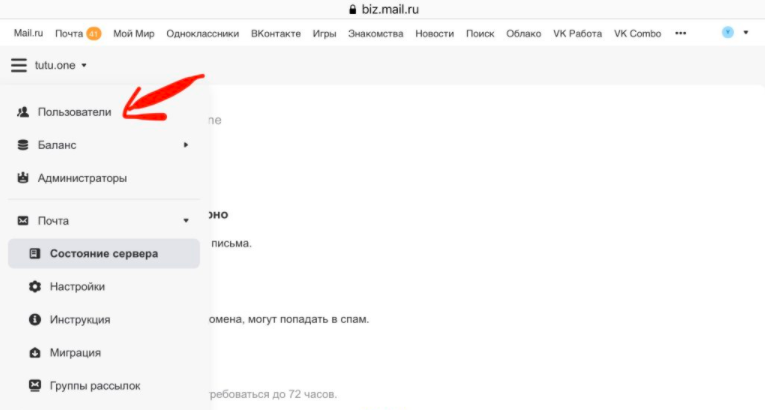 biz.mail.ru
Mail.ru Почта 41 Мой Мир Одноклассники ВКонтакте Игры Знакомства Новости Поиск Облако VK Работа VK Combo •••
tutu.one
Пользователи
ne
Баланс
Администраторы
Почта
рно
письма.
Состояние сервера
Настройки
Инструкция
омена, могут попадать в спам.
Миграция
Группы рассылок
требоваться до 72 часов.